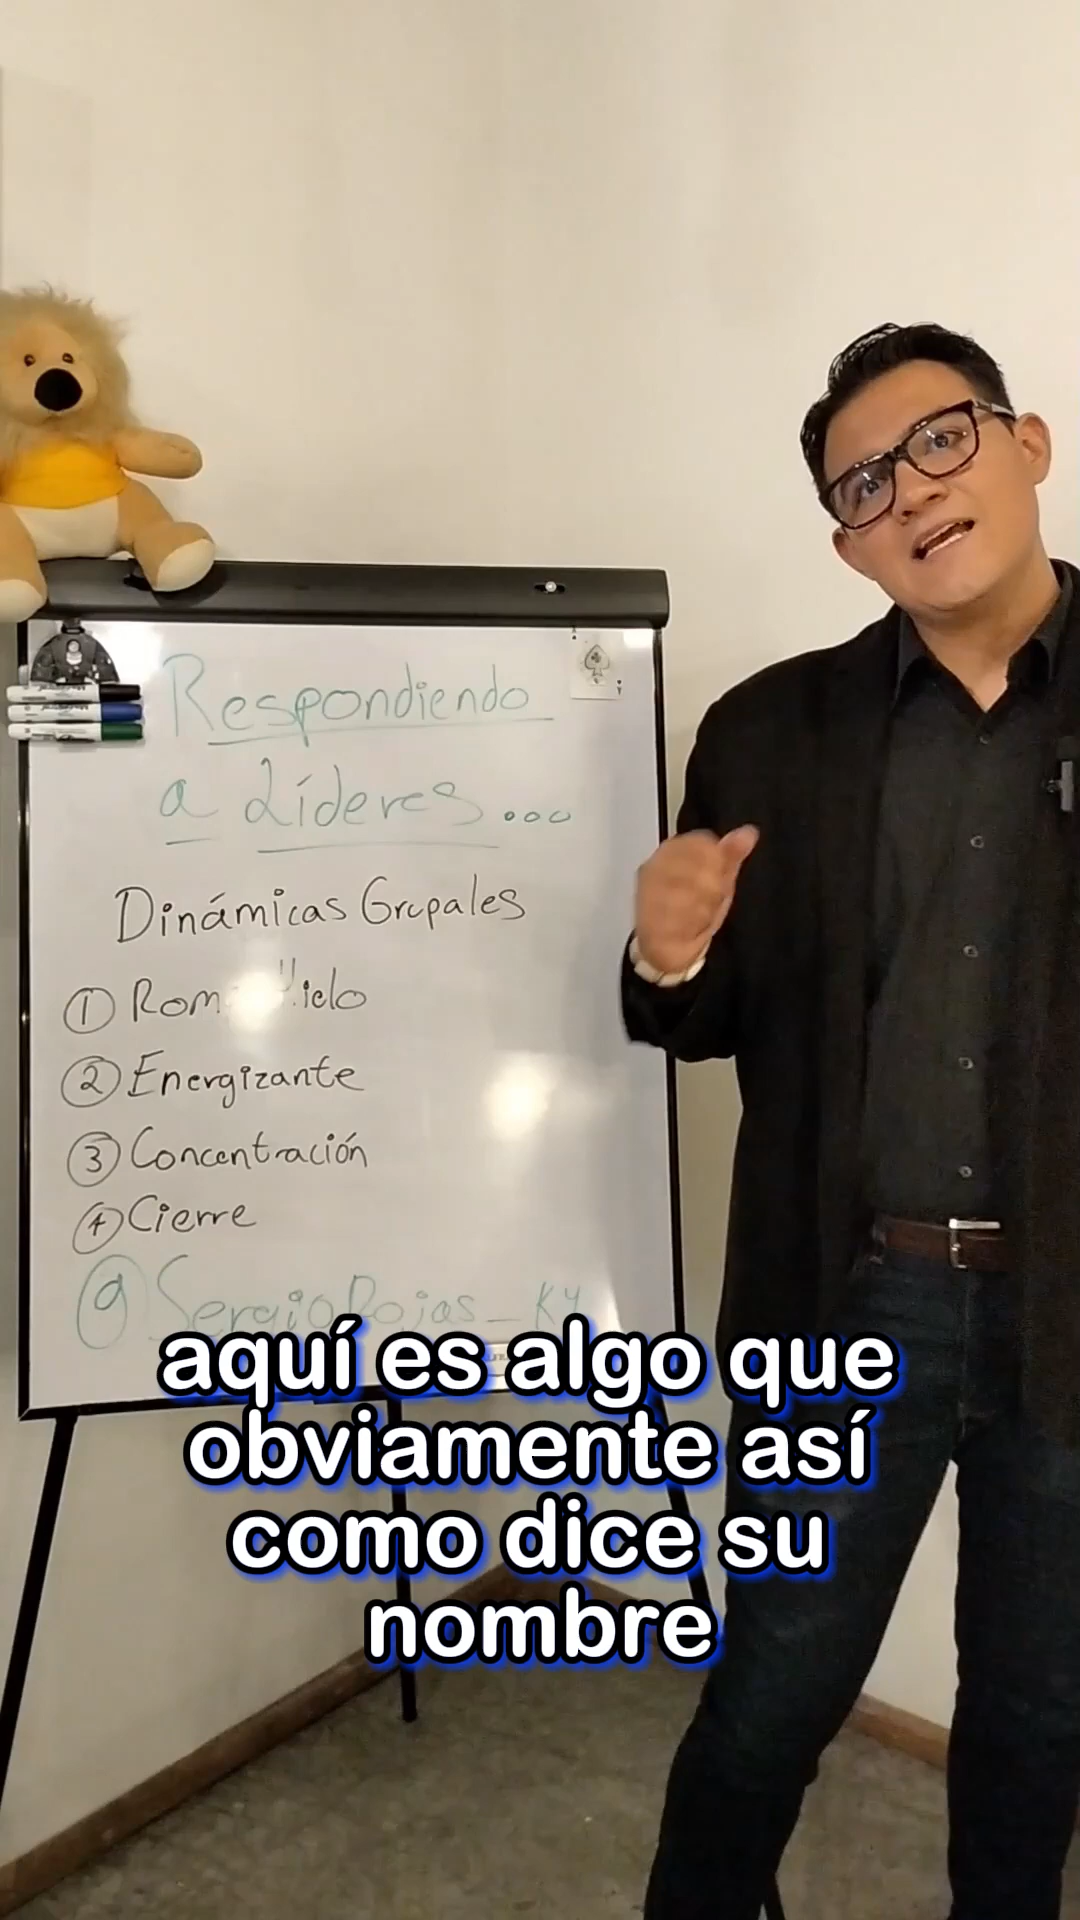 Respondiendo
a Líderes...
Dinámicas Grupales
① Rom
② Energizante
③ Concentración
④ Cierre
@SergioRojas_K4
aquí es algo que
obviamente así
como dice su
nombre